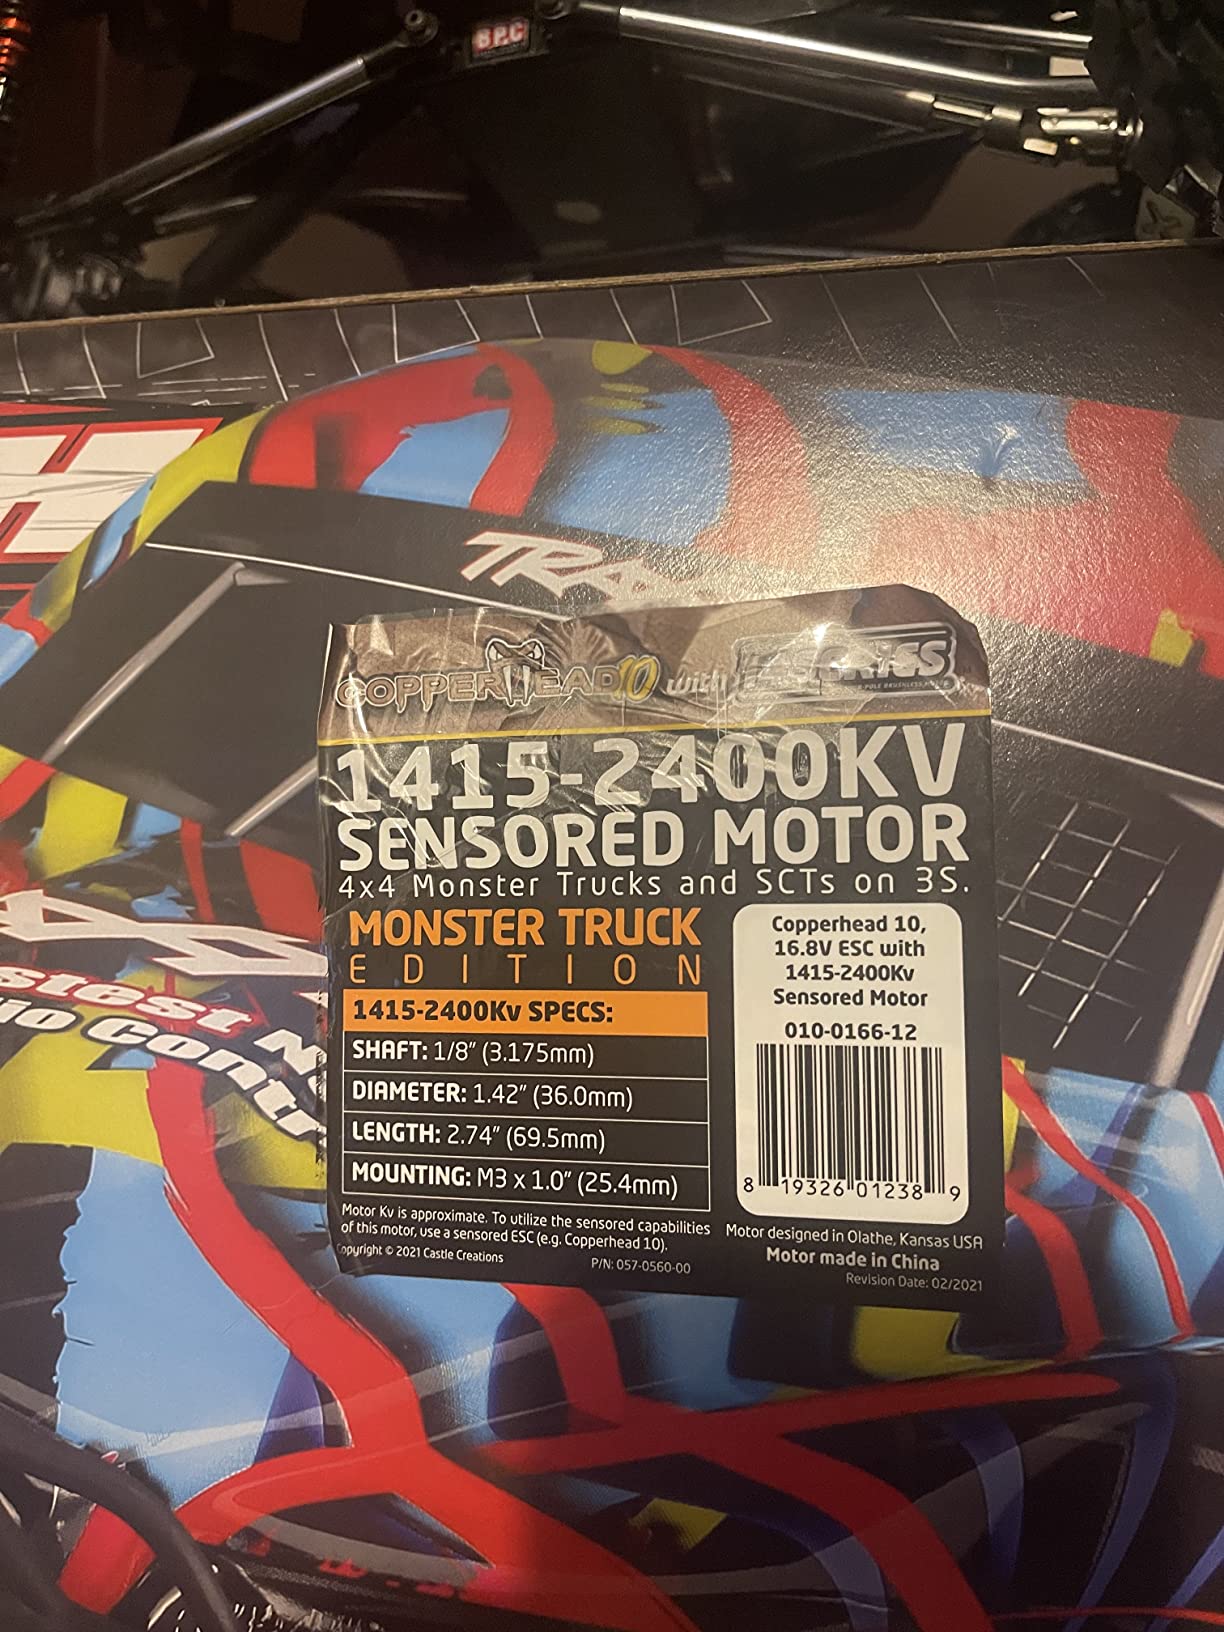 B.P.C
TRAX
COPPERHEAD10 with SERIES
1415-2400KV
SENSORED MOTOR
4x4 Monster Trucks and SCTs on 3S.
MONSTER TRUCK
EDITION
1415-2400Kv SPECS:
SHAFT: 1/8" (3.175mm)
DIAMETER: 1.42" (36.0mm)
LENGTH: 2.74" (69.5mm)
MOUNTING: M3 x 1.0" (25.4mm)
Motor Kv is approximate. To utilize the sensored capabilities
of this motor, use a sensored ESC (e.g. Copperhead 10).
Copyright © 2021 Castle Creations
P/N: 057-0560-00
Copperhead 10,
16.8V ESC with
1415-2400Kv
Sensored Motor
010-0166-12
8 19326 01238 9
Motor designed in Olathe, Kansas USA
Motor made in China
Revision Date: 02/2021